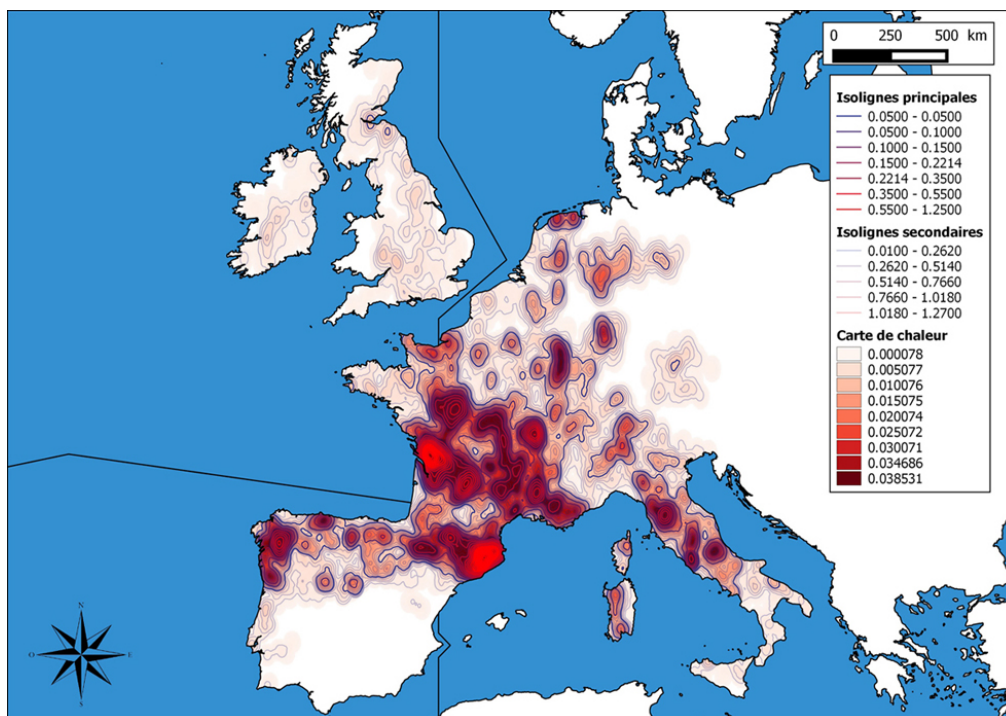 0 250 500 km
Isolignes principales
0.0500 - 0.0500
0.0500 - 0.1000
0.1000 - 0.1500
0.1500 - 0.2214
0.2214 - 0.3500
0.3500 - 0.5500
0.5500 - 1.2500
Isolignes secondaires
0.0100 - 0.2620
0.2620 - 0.5140
0.5140 - 0.7660
0.7660 - 1.0180
1.0180 - 1.2700
Carte de chaleur
0.000078
0.005077
0.010076
0.015075
0.020074
0.025072
0.030071
0.034686
0.038531
N
O E
S